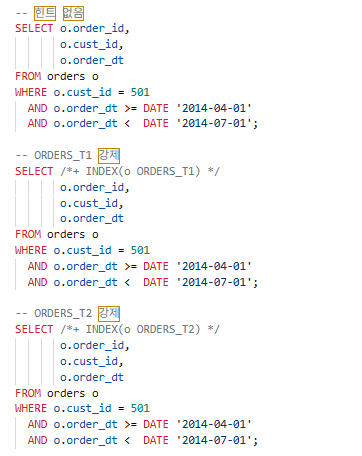 -- 힌트 없음
SELECT o.order_id,
       o.cust_id,
       o.order_dt
FROM orders o
WHERE o.cust_id = 501
  AND o.order_dt >= DATE '2014-04-01'
  AND o.order_dt <  DATE '2014-07-01';

-- ORDERS_T1 강제
SELECT /*+ INDEX(o ORDERS_T1) */
       o.order_id,
       o.cust_id,
       o.order_dt
FROM orders o
WHERE o.cust_id = 501
  AND o.order_dt >= DATE '2014-04-01'
  AND o.order_dt <  DATE '2014-07-01';

-- ORDERS_T2 강제
SELECT /*+ INDEX(o ORDERS_T2) */
       o.order_id,
       o.cust_id,
       o.order_dt
FROM orders o
WHERE o.cust_id = 501
  AND o.order_dt >= DATE '2014-04-01'
  AND o.order_dt <  DATE '2014-07-01';